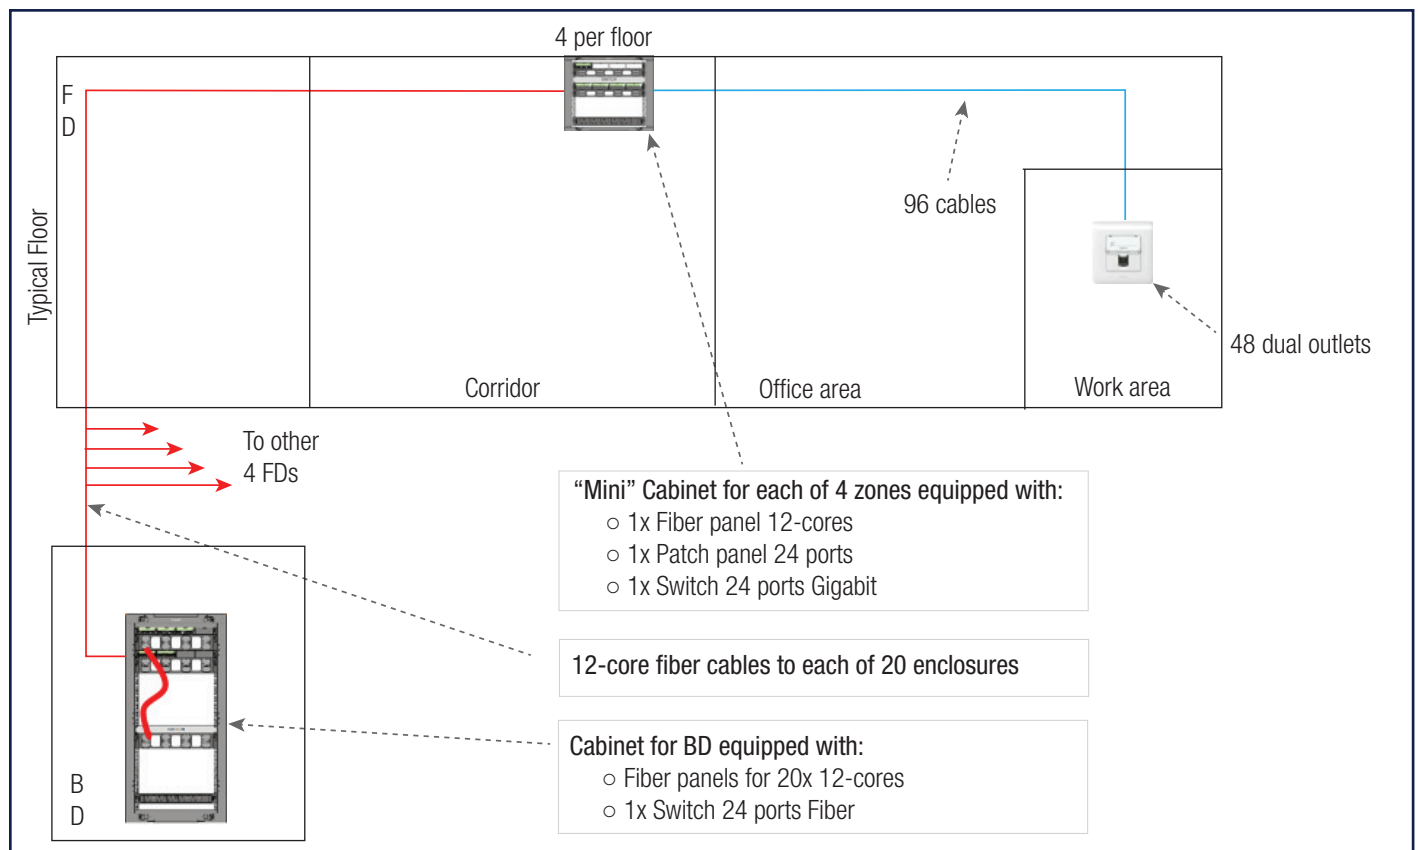 4 per floor
F
D
96 cables
Typical Floor
48 dual outlets
Corridor
Office area
Work area
To other
4 FDs
“Mini” Cabinet for each of 4 zones equipped with:
○ 1x Fiber panel 12-cores
○ 1x Patch panel 24 ports
○ 1x Switch 24 ports Gigabit
12-core fiber cables to each of 20 enclosures
Cabinet for BD equipped with:
○ Fiber panels for 20x 12-cores
○ 1x Switch 24 ports Fiber
B
D